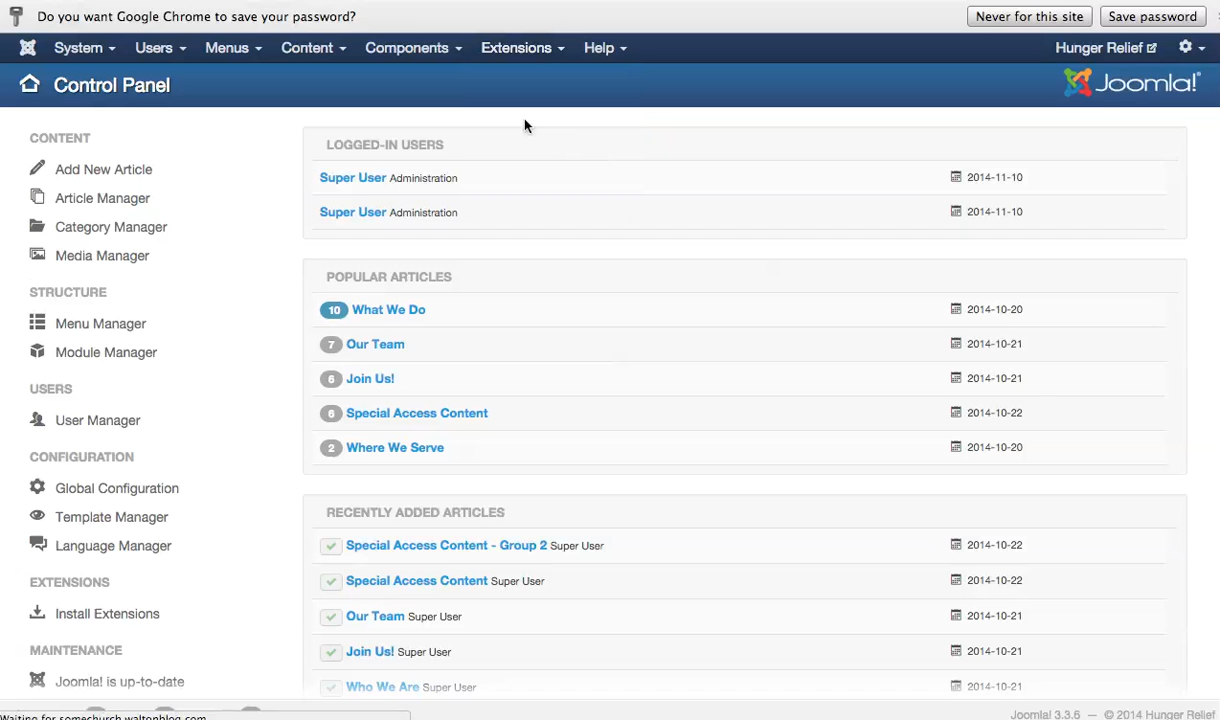 Do you want Google Chrome to save your password? Never for this site Save password
System Users Menus Content Components Extensions Help Hunger Relief
Control Panel Joomla!
CONTENT
Add New Article
Article Manager
Category Manager
Media Manager
STRUCTURE
Menu Manager
Module Manager
USERS
User Manager
CONFIGURATION
Global Configuration
Template Manager
Language Manager
EXTENSIONS
Install Extensions
MAINTENANCE
Joomla! is up-to-date
LOGGED-IN USERS
Super User Administration 2014-11-10
Super User Administration 2014-11-10
POPULAR ARTICLES
10 What We Do 2014-10-20
7 Our Team 2014-10-21
6 Join Us! 2014-10-21
6 Special Access Content 2014-10-22
2 Where We Serve 2014-10-20
RECENTLY ADDED ARTICLES
Special Access Content - Group 2 Super User 2014-10-22
Special Access Content Super User 2014-10-22
Our Team Super User 2014-10-21
Join Us! Super User 2014-10-21
Who We Are Super User 2014-10-21
Waiting for somechurch.waltonblog.com
Joomla! 3.3.6 — © 2014 Hunger Relief